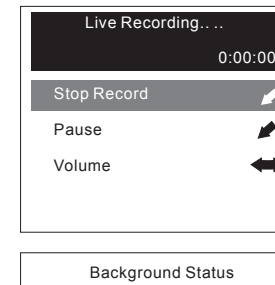 Live Recording.. ..
0:00:00
Stop Record
Pause
Volume
Background Status